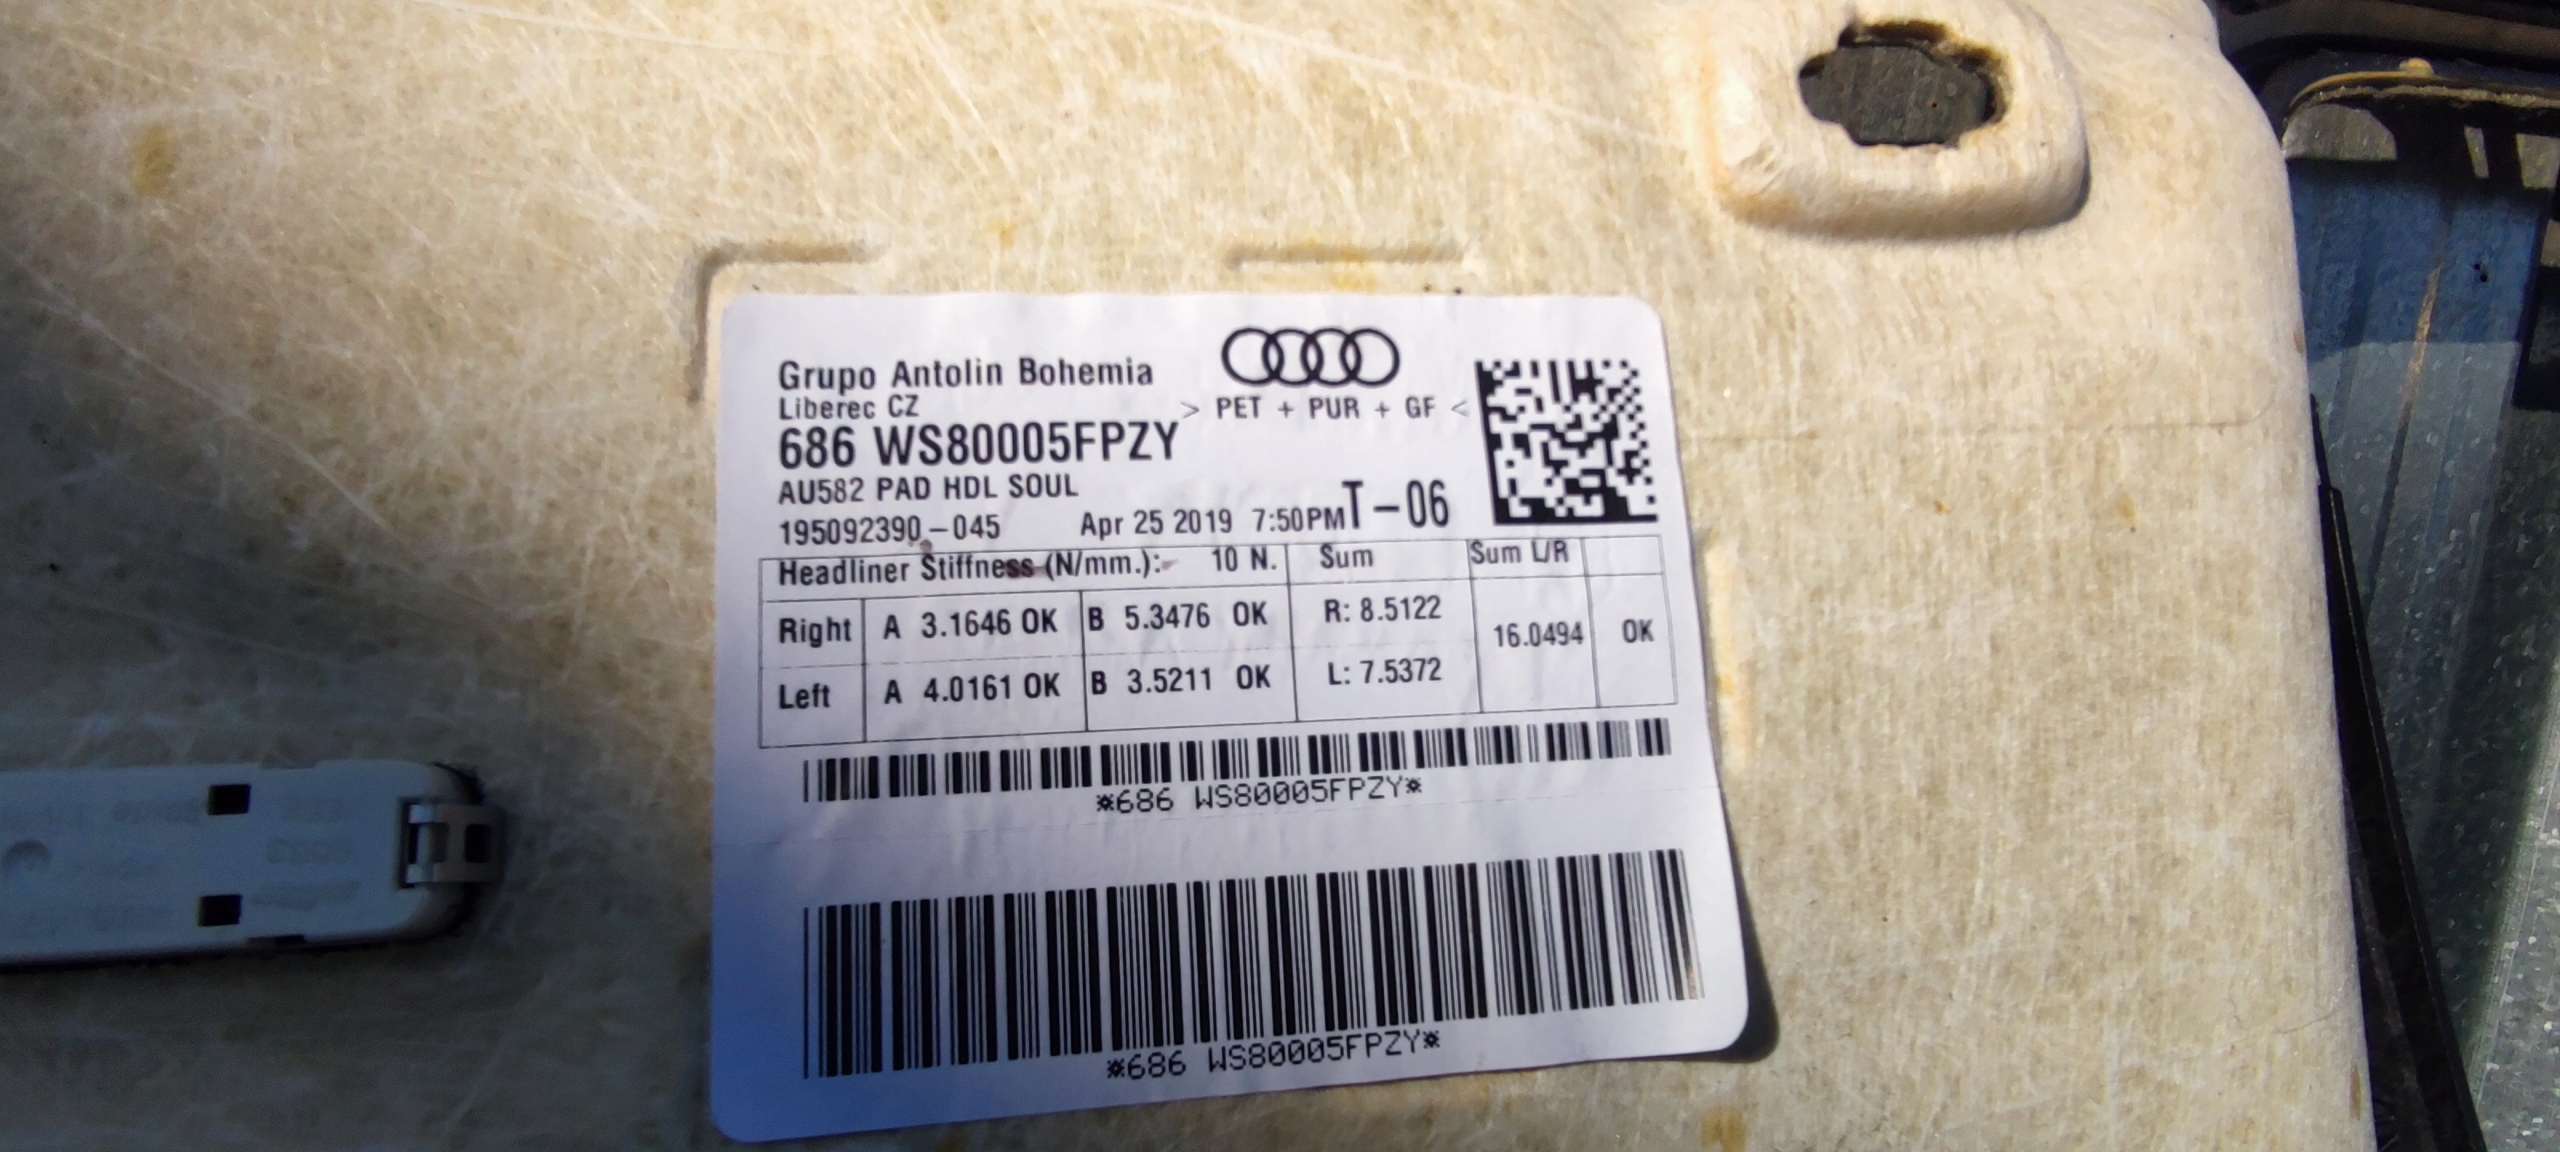 Grupo Antolin Bohemia
Liberec CZ
> PET + PUR + GF <
686 WS80005FPZY
AU582 PAD HDL SOUL
195092390-045 Apr 25 2019 7:50PM T-06
Headliner Stiffness (N/mm.):- 10 N. Sum Sum L/R
Right A 3.1646 OK B 5.3476 OK R: 8.5122 16.0494 OK
Left A 4.0161 OK B 3.5211 OK L: 7.5372
*686 WS80005FPZY*
*686 WS80005FPZY*